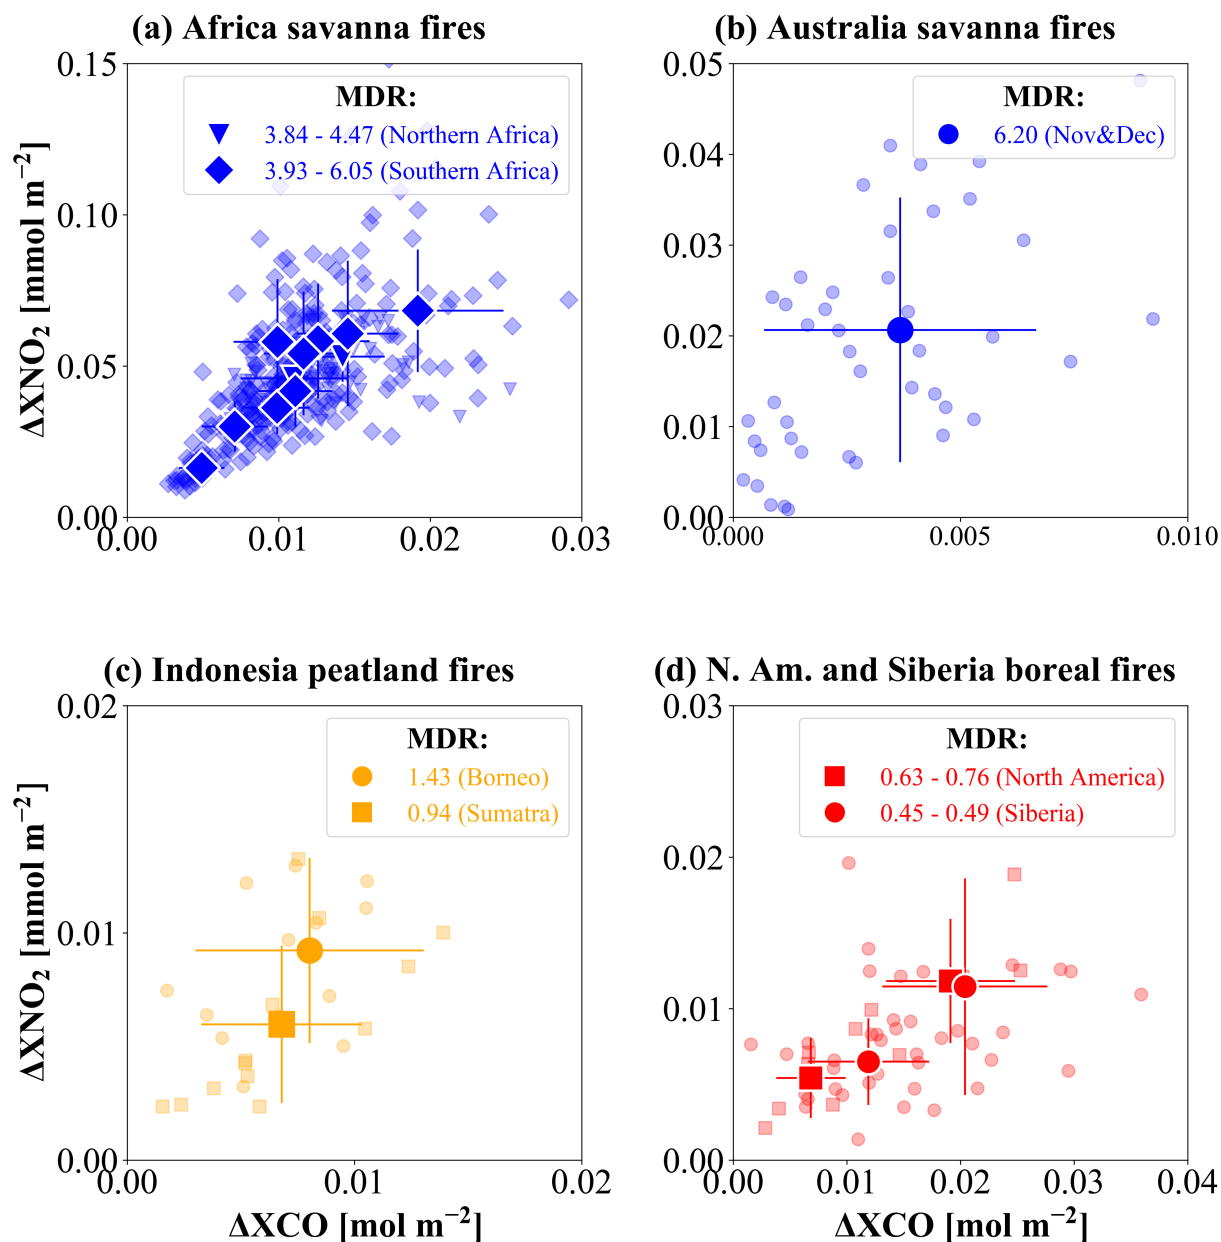 (a) Africa savanna fires
(b) Australia savanna fires
ΔXNO₂ [mmol m⁻²]
0.15
0.10
0.05
0.00
MDR:
3.84 - 4.47 (Northern Africa)
3.93 - 6.05 (Southern Africa)
0.00 0.01 0.02 0.03
0.05
0.04
0.03
0.02
0.01
0.00
MDR:
6.20 (Nov&Dec)
0.000 0.005 0.010
(c) Indonesia peatland fires
(d) N. Am. and Siberia boreal fires
ΔXNO₂ [mmol m⁻²]
0.02
0.01
0.00
MDR:
1.43 (Borneo)
0.94 (Sumatra)
0.00 0.01 0.02
ΔXCO [mol m⁻²]
0.03
0.02
0.01
0.00
MDR:
0.63 - 0.76 (North America)
0.45 - 0.49 (Siberia)
0.00 0.01 0.02 0.03 0.04
ΔXCO [mol m⁻²]